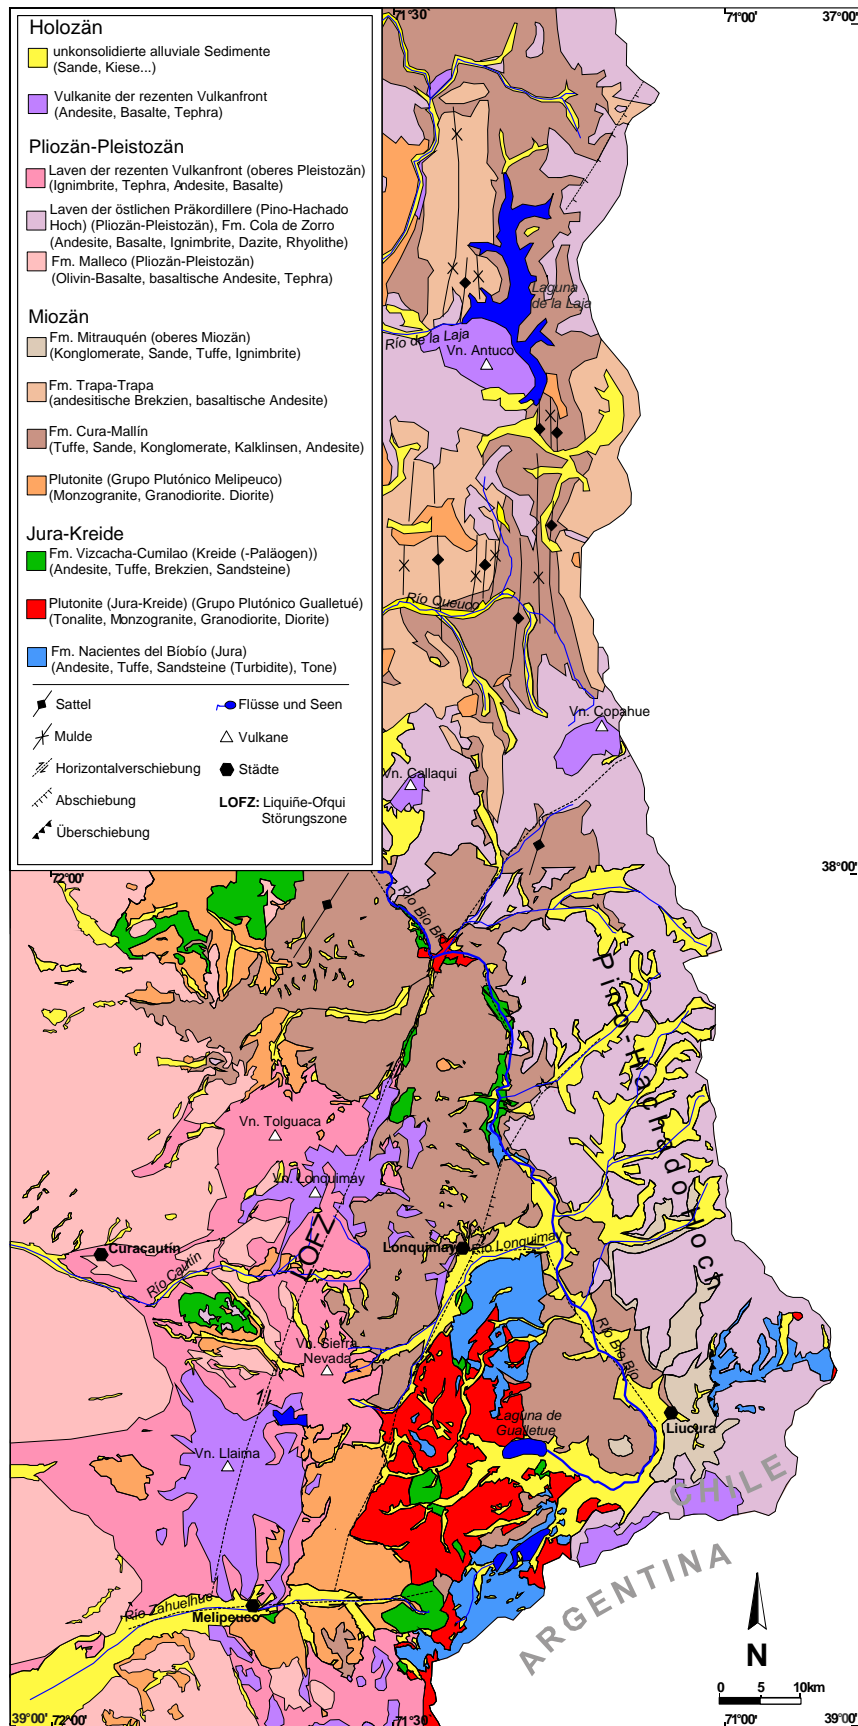 71°30'
71°00'
37°00'
Holozän
unkonsolidierte alluviale Sedimente
(Sande, Kiese...)
Vulkanite der rezenten Vulkanfront
(Andesite, Basalte, Tephra)
Pliozän-Pleistozän
Laven der rezenten Vulkanfront (oberes Pleistozän)
(Ignimbrite, Tephra, Andesite, Basalte)
Laven der östlichen Präkordillere (Pino-Hachado
Hoch) (Pliozän-Pleistozän), Fm. Cola de Zorro
(Andesite, Basalte, Ignimbrite, Dazite, Rhyolithe)
Fm. Malleco (Pliozän-Pleistozän)
(Olivin-Basalte, basaltische Andesite, Tephra)
Miozän
Fm. Mitrauquén (oberes Miozän)
(Konglomerate, Sande, Tuffe, Ignimbrite)
Fm. Trapa-Trapa
(andesitische Brekzien, basaltische Andesite)
Fm. Cura-Mallín
(Tuffe, Sande, Konglomerate, Kalklinsen, Andesite)
Plutonite (Grupo Plutónico Melipeuco)
(Monzogranite, Granodiorite. Diorite)
Jura-Kreide
Fm. Vizcacha-Cumilao (Kreide (-Paläogen))
(Andesite, Tuffe, Brekzien, Sandsteine)
Plutonite (Jura-Kreide) (Grupo Plutónico Gualletué)
(Tonalite, Monzogranite, Granodiorite, Diorite)
Fm. Nacientes del Bíobío (Jura)
(Andesite, Tuffe, Sandsteine (Turbidite), Tone)
Sattel
Mulde
Horizontalverschiebung
Abschiebung
Überschiebung
Flüsse und Seen
Vulkane
Städte
LOFZ: Liquiñe-Ofqui
Störungszone
Laguna
de la Laja
Río de la Laja
Vn. Antuco
Río Queuco
Vn. Copahue
Vn. Callaqui
72°00'
38°00'
Río Bío Bío
Pino-Hachado Hoch
Vn. Tolguaca
Vn. Lonquimay
LOFZ
Curacautín
Río Cautín
Lonquimay
Río Lonquimay
Río Bío Bío
Vn. Sierra
Nevada
Laguna de
Gualletue
Liucura
Vn. Llaima
CHILE
ARGENTINA
Río Zahuelhue
Melipeuco
N
0 5 10km
39°00'
72°00'
71°30'
71°00'
39°00'